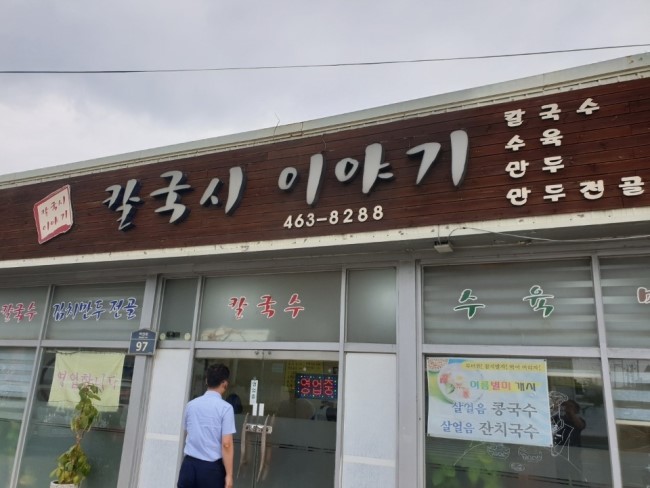 칼국시
이야기
칼국시 이야기
463-8288
칼국수
수육
만두
만두전골
칼국수
김치만두전골
칼국수
수육
97
영업중
여름별미 개시
살얼음 콩국수
살얼음 잔치국수